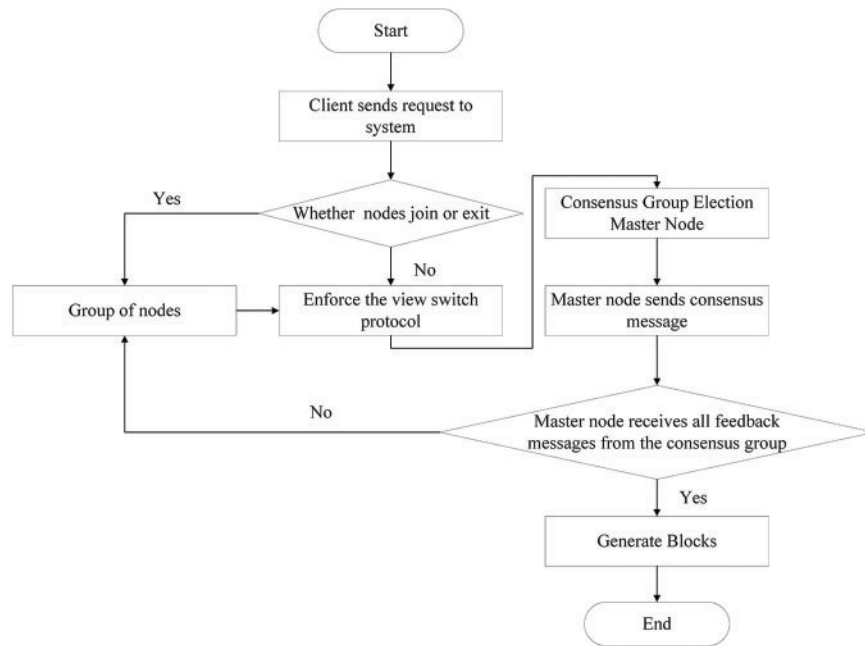 Start
Client sends request to
system
Yes
Whether nodes join or exit
Consensus Group Election
Master Node
No
Group of nodes
Enforce the view switch
protocol
Master node sends consensus
message
No
Master node receives all feedback
messages from the consensus group
Yes
Generate Blocks
End